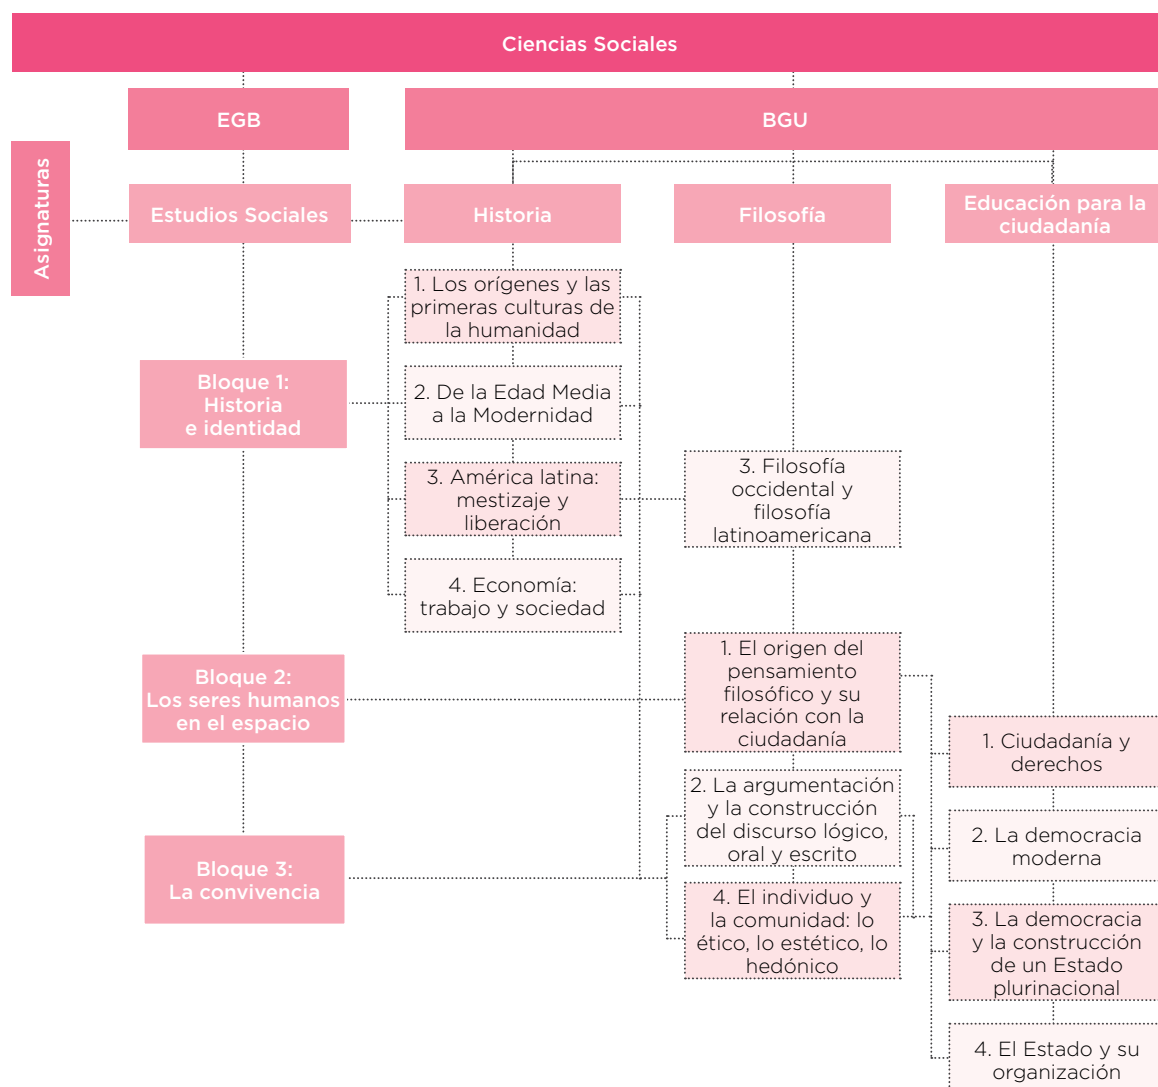 Ciencias Sociales
EGB
BGU
Asignaturas
Estudios Sociales
Historia
Filosofía
Educación para la
ciudadanía
1. Los orígenes y las
primeras culturas de
la humanidad
Bloque 1:
Historia
e identidad
2. De la Edad Media
a la Modernidad
3. América latina:
mestizaje y
liberación
3. Filosofía
occidental y
filosofía
latinoamericana
4. Economía:
trabajo y sociedad
Bloque 2:
Los seres humanos
en el espacio
1. El origen del
pensamiento
filosófico y su
relación con la
ciudadanía
1. Ciudadanía y
derechos
2. La argumentación
y la construcción
del discurso lógico,
oral y escrito
2. La democracia
moderna
Bloque 3:
La convivencia
4. El individuo y
la comunidad: lo
ético, lo estético, lo
hedónico
3. La democracia
y la construcción
de un Estado
plurinacional
4. El Estado y su
organización